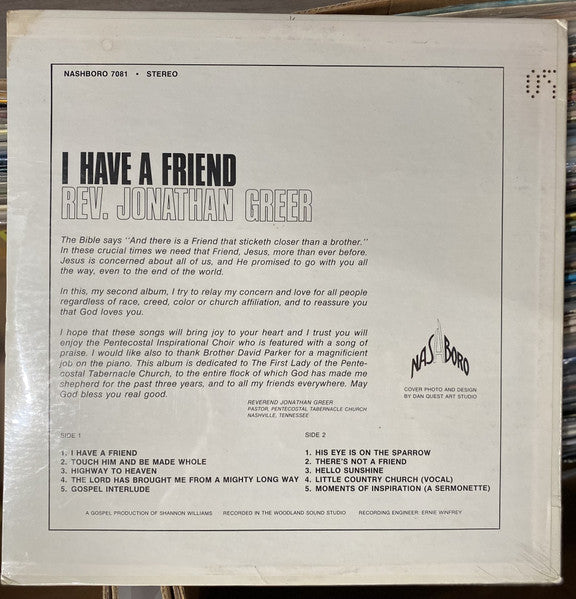 NASHBORO 7081 • STEREO
I HAVE A FRIEND
REV. JONATHAN GREER
The Bible says "And there is a Friend that sticketh closer than a brother."
In these crucial times we need that Friend, Jesus, more than ever before.
Jesus is concerned about all of us, and He promised to go with you all
the way, even to the end of the world.
In this, my second album, I try to relay my concern and love for all people
regardless of race, creed, color or church affiliation, and to reassure you
that God loves you.
I hope that these songs will bring joy to your heart and I trust you will
enjoy the Pentecostal Inspirational Choir who is featured with a song of
praise. I would like also to thank Brother David Parker for a magnificient
job on the piano. This album is dedicated to The First Lady of the Pente-
costal Tabernacle Church, to the entire flock of which God has made me
shepherd for the past three years, and to all my friends everywhere. May
God bless you real good.
REVEREND JONATHAN GREER
PASTOR, PENTECOSTAL TABERNACLE CHURCH
NASHVILLE, TENNESSEE
NASHBORO
COVER PHOTO AND DESIGN
BY DAN QUEST ART STUDIO
SIDE 1
1. I HAVE A FRIEND
2. TOUCH HIM AND BE MADE WHOLE
3. HIGHWAY TO HEAVEN
4. THE LORD HAS BROUGHT ME FROM A MIGHTY LONG WAY
5. GOSPEL INTERLUDE
SIDE 2
1. HIS EYE IS ON THE SPARROW
2. THERE'S NOT A FRIEND
3. HELLO SUNSHINE
4. LITTLE COUNTRY CHURCH (VOCAL)
5. MOMENTS OF INSPIRATION (A SERMONETTE)
A GOSPEL PRODUCTION OF SHANNON WILLIAMS RECORDED IN THE WOODLAND SOUND STUDIO RECORDING ENGINEER: ERNIE WINFREY